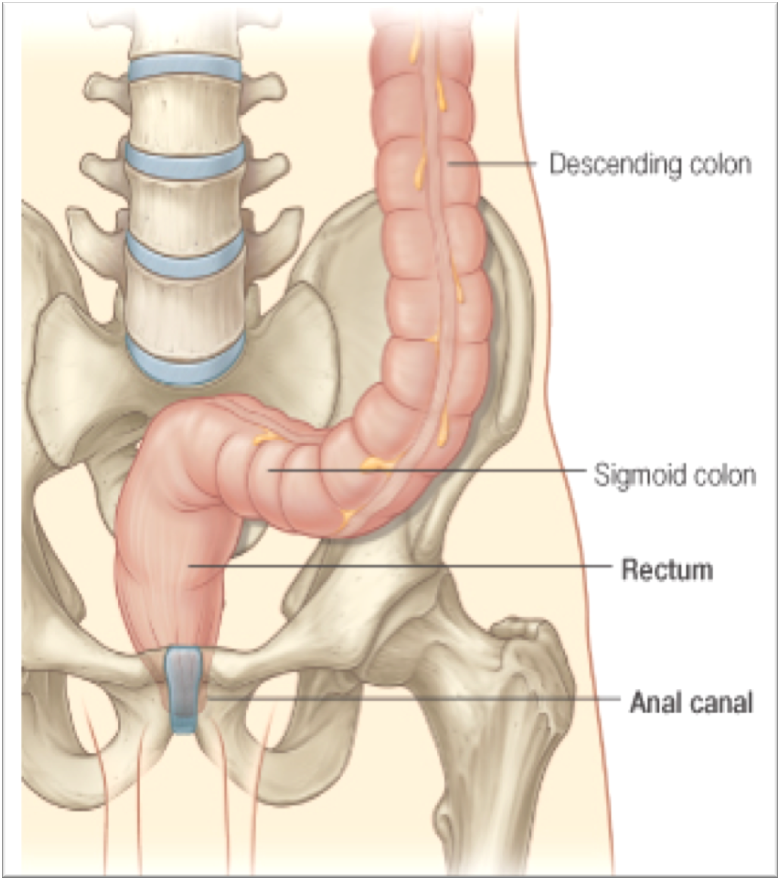 Descending colon
Sigmoid colon
Rectum
Anal canal